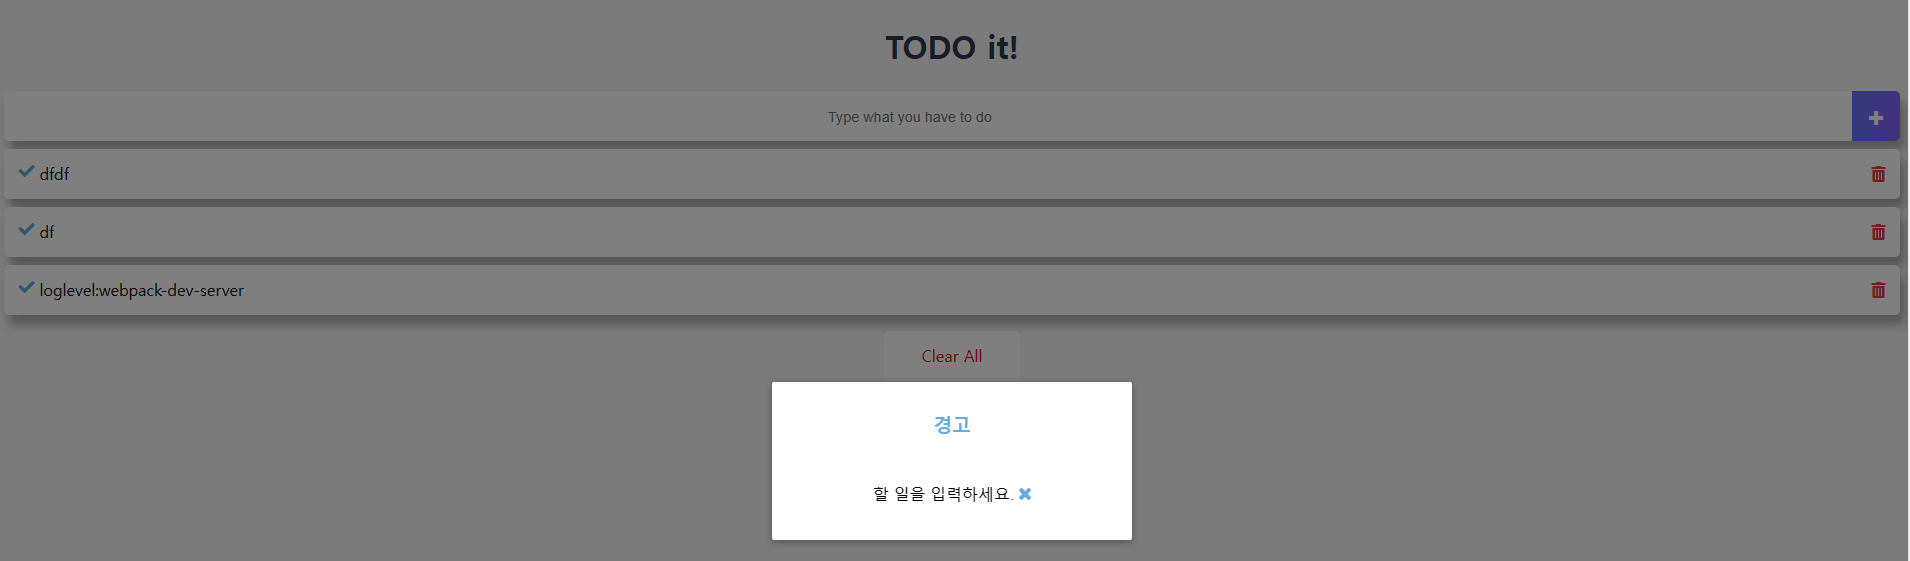 TODO it!
Type what you have to do
dfdf
df
loglevel:webpack-dev-server
Clear All
경고
할 일을 입력하세요.